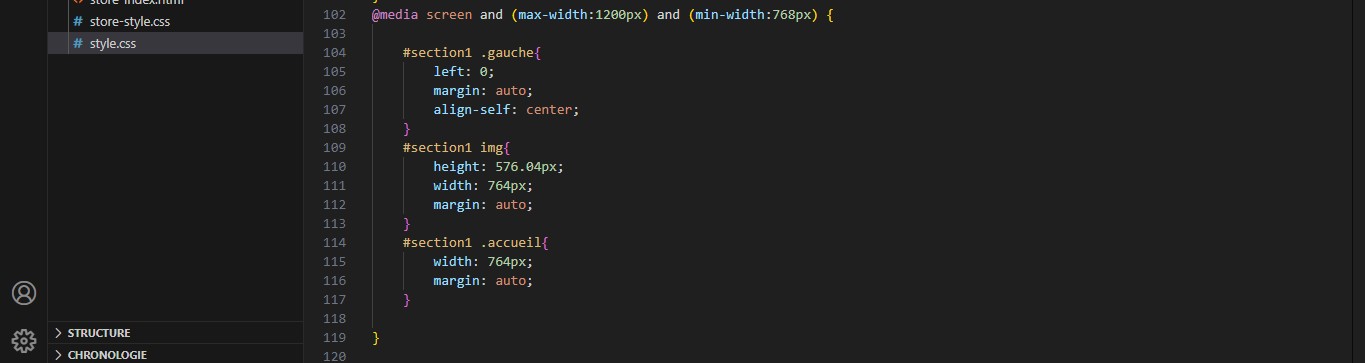 store-index.html
# store-style.css
# style.css
STRUCTURE
CHRONOLOGIE
102 @media screen and (max-width:1200px) and (min-width:768px) {
103
104 #section1 .gauche{
105 left: 0;
106 margin: auto;
107 align-self: center;
108 }
109 #section1 img{
110 height: 576.04px;
111 width: 764px;
112 margin: auto;
113 }
114 #section1 .accueil{
115 width: 764px;
116 margin: auto;
117 }
118
119 }
120